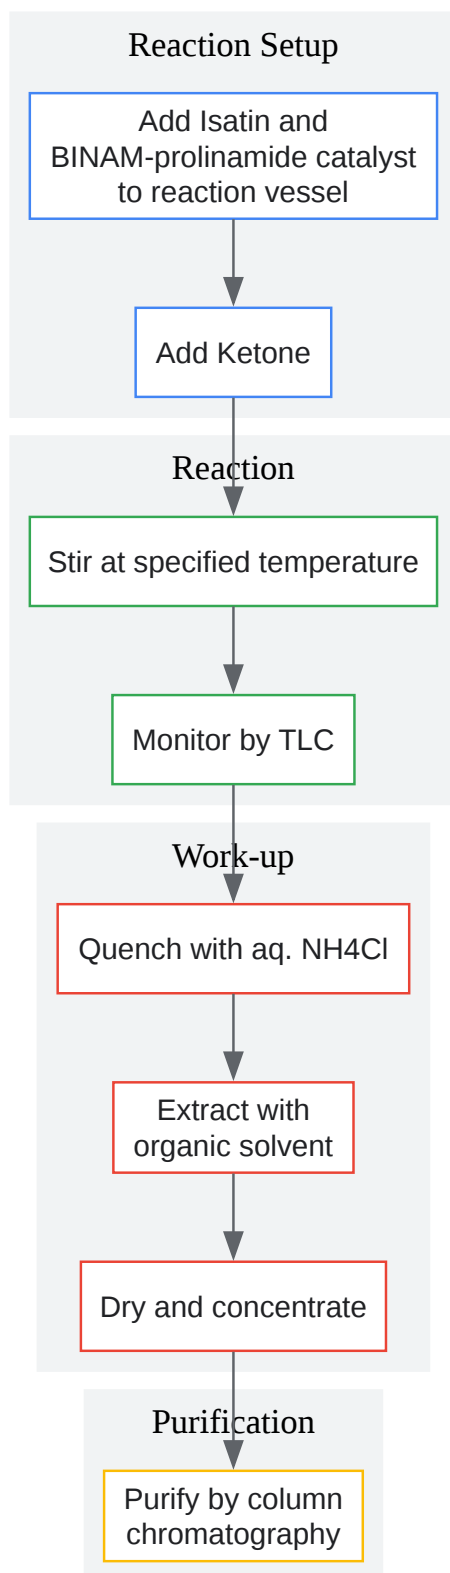 Reaction Setup
Add Isatin and
BINAM-prolinamide catalyst
to reaction vessel
Add Ketone
Reaction
Stir at specified temperature
Monitor by TLC
Work-up
Quench with aq. NH4Cl
Extract with
organic solvent
Dry and concentrate
Purification
Purify by column
chromatography